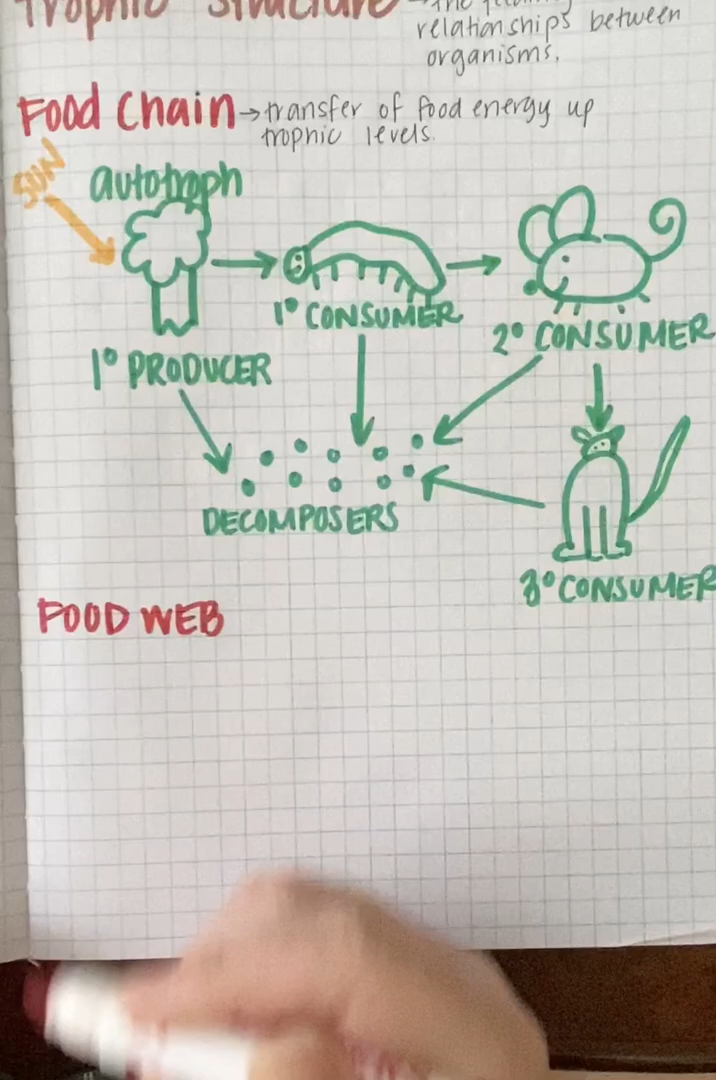 Trophic Structure → the
relationships between
organisms.
Food Chain → transfer of food energy up
trophic levels.
SUN
autotroph
1° CONSUMER
2° CONSUMER
1° PRODUCER
DECOMPOSERS
3° CONSUMER
FOOD WEB